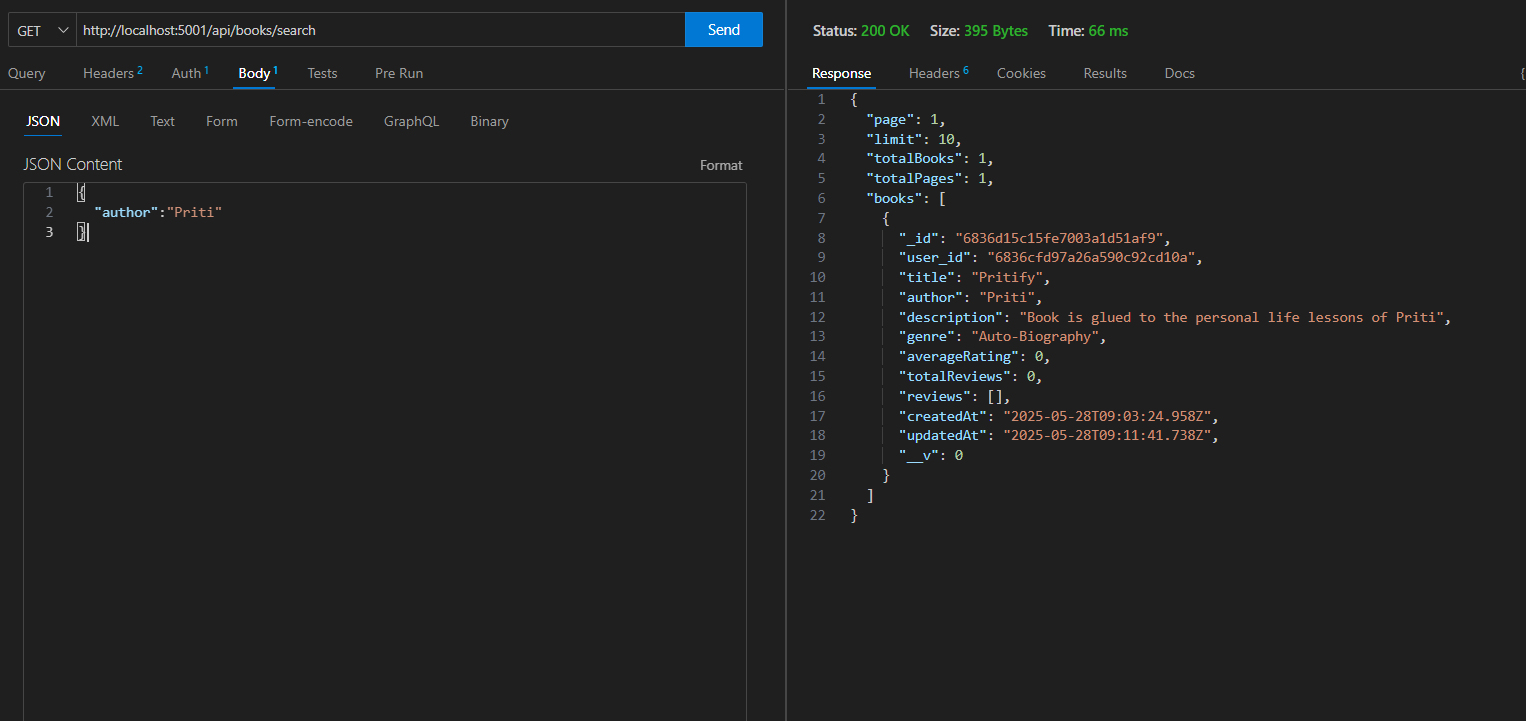 GET http://localhost:5001/api/books/search Send
Query Headers 2 Auth 1 Body 1 Tests Pre Run
JSON XML Text Form Form-encode GraphQL Binary
JSON Content Format
1 {
2 "author":"Priti"
3 }
Status: 200 OK Size: 395 Bytes Time: 66 ms
Response Headers 6 Cookies Results Docs {
1 {
2 "page": 1,
3 "limit": 10,
4 "totalBooks": 1,
5 "totalPages": 1,
6 "books": [
7 {
8 "_id": "6836d15c15fe7003a1d51af9",
9 "user_id": "6836cfd97a26a590c92cd10a",
10 "title": "Pritify",
11 "author": "Priti",
12 "description": "Book is glued to the personal life lessons of Priti",
13 "genre": "Auto-Biography",
14 "averageRating": 0,
15 "totalReviews": 0,
16 "reviews": [],
17 "createdAt": "2025-05-28T09:03:24.958Z",
18 "updatedAt": "2025-05-28T09:11:41.738Z",
19 "__v": 0
20 }
21 ]
22 }